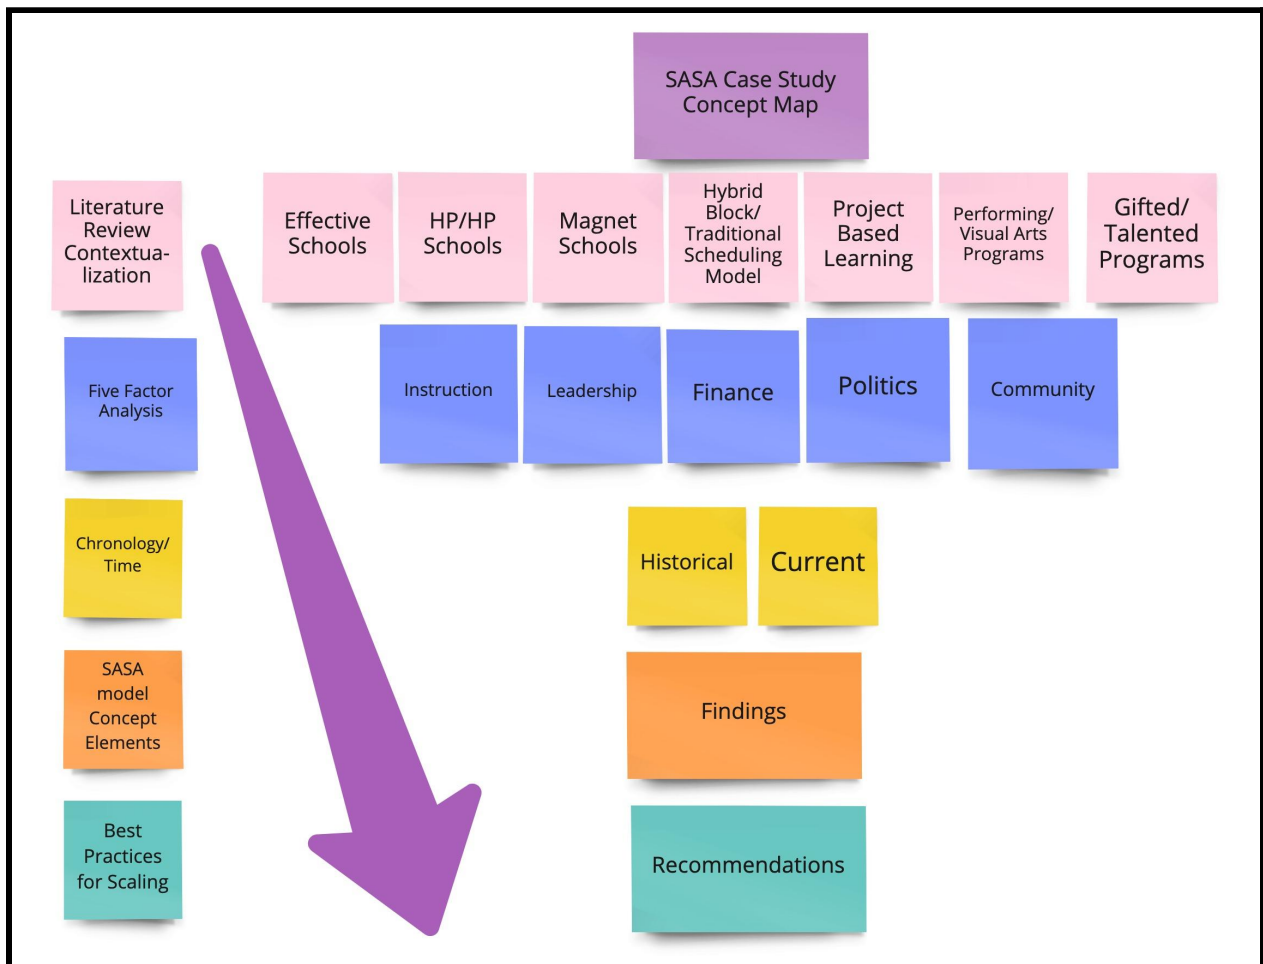 SASA Case Study
Concept Map
Literature
Review
Contextua-
lization
Effective
Schools
HP/HP
Schools
Magnet
Schools
Hybrid
Block/
Traditional
Scheduling
Model
Project
Based
Learning
Performing/
Visual Arts
Programs
Gifted/
Talented
Programs
Five Factor
Analysis
Instruction
Leadership
Finance
Politics
Community
Chronology/
Time
Historical
Current
SASA
model
Concept
Elements
Findings
Best
Practices
for Scaling
Recommendations